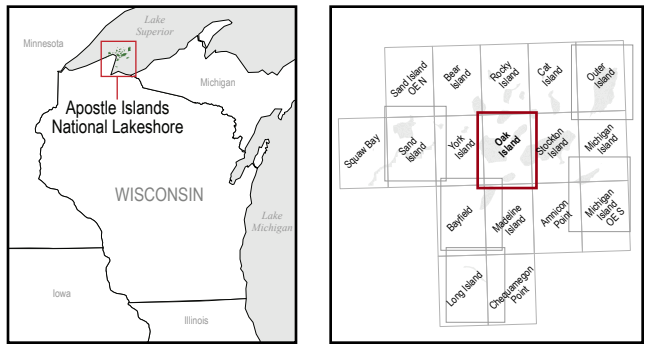 Lake
Superior
Minnesota
Michigan
Apostle Islands
National Lakeshore
WISCONSIN
Lake
Michigan
Iowa
Illinois
Sand Island
OE N
Bear
Island
Rocky
Island
Cat
Island
Outer
Island
Squaw Bay
Sand
Island
York
Island
Oak
Island
Stockton
Island
Michigan
Island
Bayfield
Madeline
Island
Amnicon
Point
Michigan
Island
OE S
Long Island
Chequamegon
Point